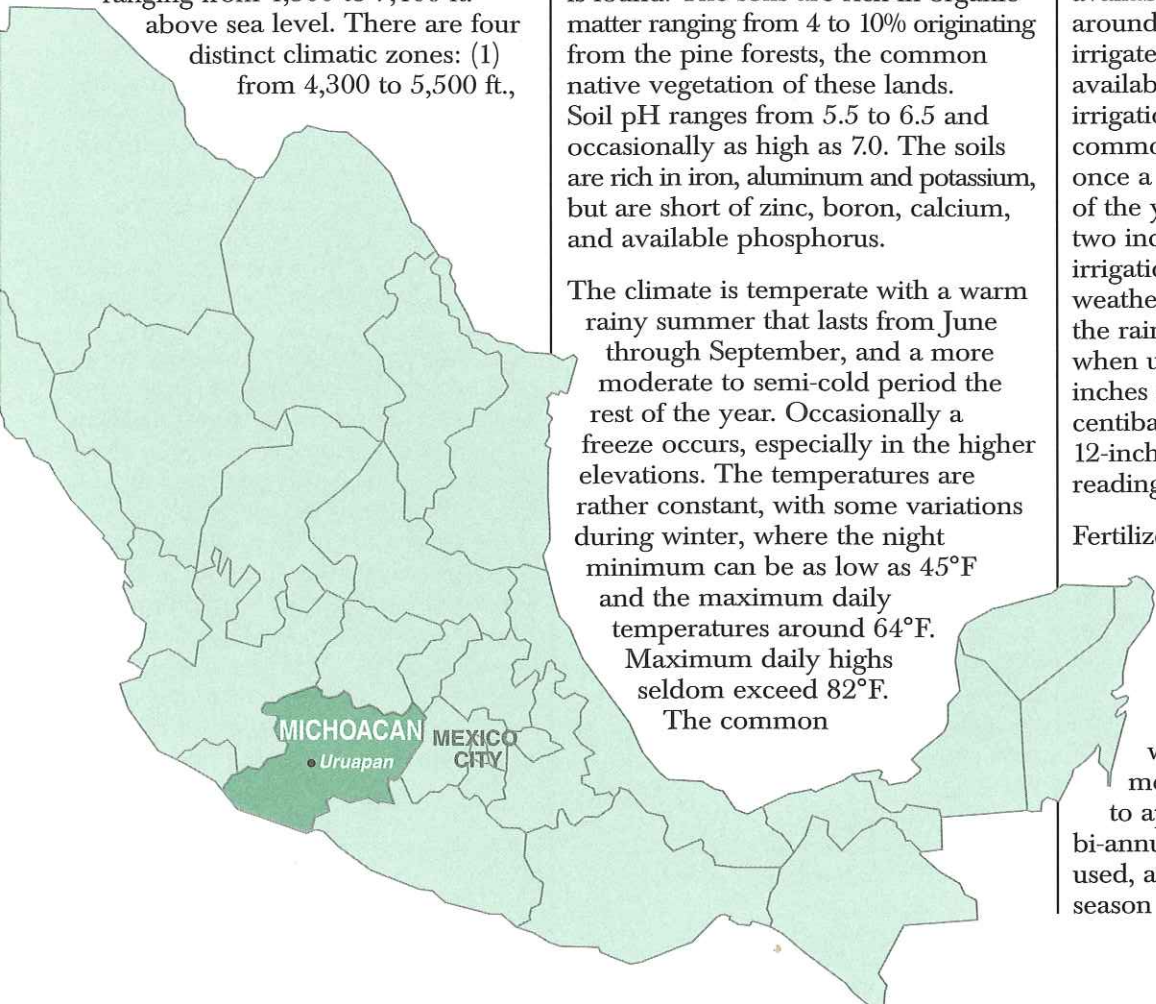 above sea level. There are four
distinct climatic zones: (1)
from 4,300 to 5,500 ft.,
matter ranging from 4 to 10% originating
from the pine forests, the common
native vegetation of these lands.
Soil pH ranges from 5.5 to 6.5 and
occasionally as high as 7.0. The soils
are rich in iron, aluminum and potassium,
but are short of zinc, boron, calcium,
and available phosphorus.
The climate is temperate with a warm
rainy summer that lasts from June
through September, and a more
moderate to semi-cold period the
rest of the year. Occasionally a
freeze occurs, especially in the higher
elevations. The temperatures are
rather constant, with some variations
during winter, where the night
minimum can be as low as 45°F
and the maximum daily
temperatures around 64°F.
Maximum daily highs
seldom exceed 82°F.
The common
around
irrigate
availab
irrigatio
commo
once a
of the y
two inc
irrigatio
weathe
the rain
when u
inches
centiba
12-inch
reading
Fertilize
w
mo
to a
bi-annu
used, a
season
MICHOACAN
Uruapan
MEXICO
CITY